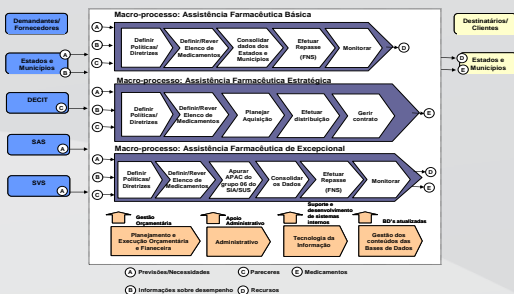 Demandantes/
Fornecedores
Estados e
Municípios
A
B
DECIT
C
SAS
A
SVS
A
Macro-processo: Assistência Farmacêutica Básica
A
B
C
Definir
Políticas/
Diretrizes
Definir/Rever
Elenco de
Medicamentos
Consolidar
dados dos
Estados e
Municípios
Efetuar
Repasse
(FNS)
Monitorar
D
Macro-processo: Assistência Farmacêutica Estratégica
A
B
C
Definir
Políticas/
Diretrizes
Definir/Rever
Elenco de
Medicamentos
Planejar
Aquisição
Efetuar
distribuição
Gerir
contrato
E
Macro-processo: Assistência Farmacêutica de Excepcional
A
B
C
Definir
Políticas/
Diretrizes
Definir/Rever
Elenco de
Medicamentos
Apurar
APAC do
grupo 06 do
SIA/SUS
Consolidar
os Dados
Efetuar
Repasse
(FNS)
Monitorar
D
E
Destinatários/
Clientes
D
E
Estados e
Municípios
Gestão
Orçamentária
Apoio
Administrativo
Suporte e
desenvolvimento
de sistemas
internos
BD's atualizadas
Planejamento e
Execução Orçamentária
e Fianeceira
Administrativo
Tecnologia da
Informação
Gestão dos
conteúdos das
Bases de Dados
A Previsões/Necessidades
C Pareceres
E Medicamentos
B Informações sobre desempenho
D Recursos